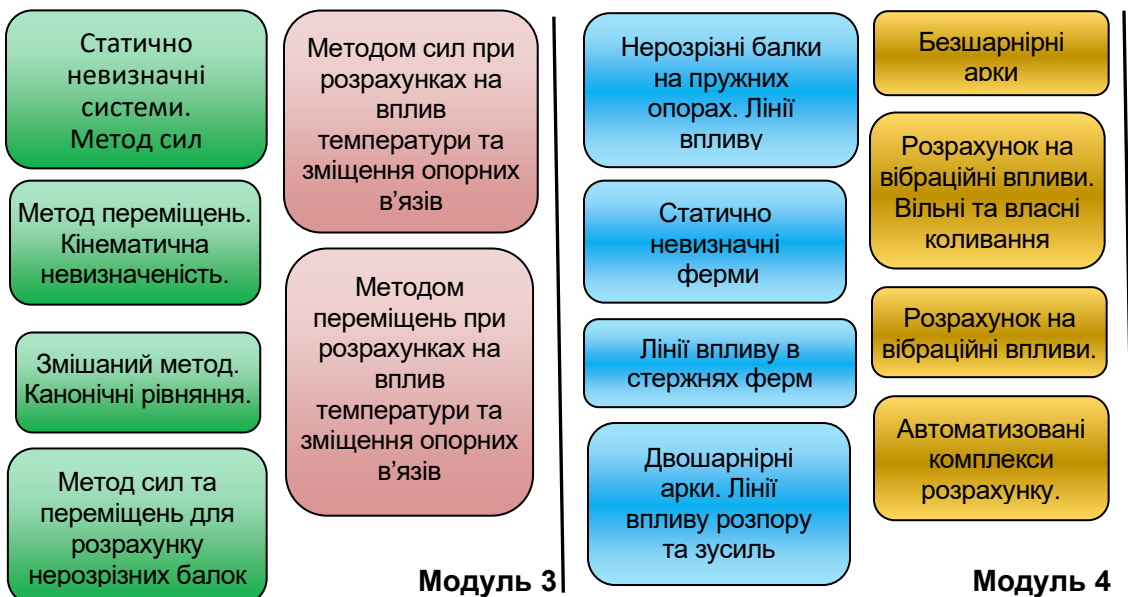 Статично
невизначні
системи.
Метод сил
Метод переміщень.
Кінематична
невизначеність.
Змішаний метод.
Канонічні рівняння.
Метод сил та
переміщень для
розрахунку
нерозрізних балок
Методом сил при
розрахунках на
вплив
температури та
зміщення опорних
в’язів
Методом
переміщень при
розрахунках на
вплив
температури та
зміщення опорних
в’язів
Модуль 3
Нерозрізні балки
на пружних
опорах. Лінії
впливу
Статично
невизначні
ферми
Лінії впливу в
стержнях ферм
Двошарнірні
арки. Лінії
впливу розпору
та зусиль
Безшарнірні
арки
Розрахунок на
вібраційні впливи.
Вільні та власні
коливання
Розрахунок на
вібраційні впливи.
Автоматизовані
комплекси
розрахунку.
Модуль 4